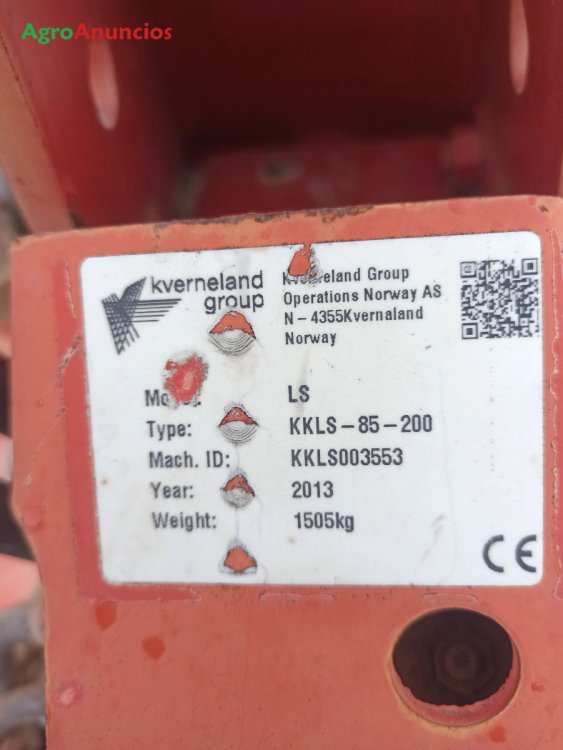 AgroAnuncios
kverneland
group
Group
Operations Norway AS
N-4355Kvernaland
Norway
LS
Type: KKLS-85-200
Mach. ID: KKLS003553
Year: 2013
Weight: 1505kg
CE